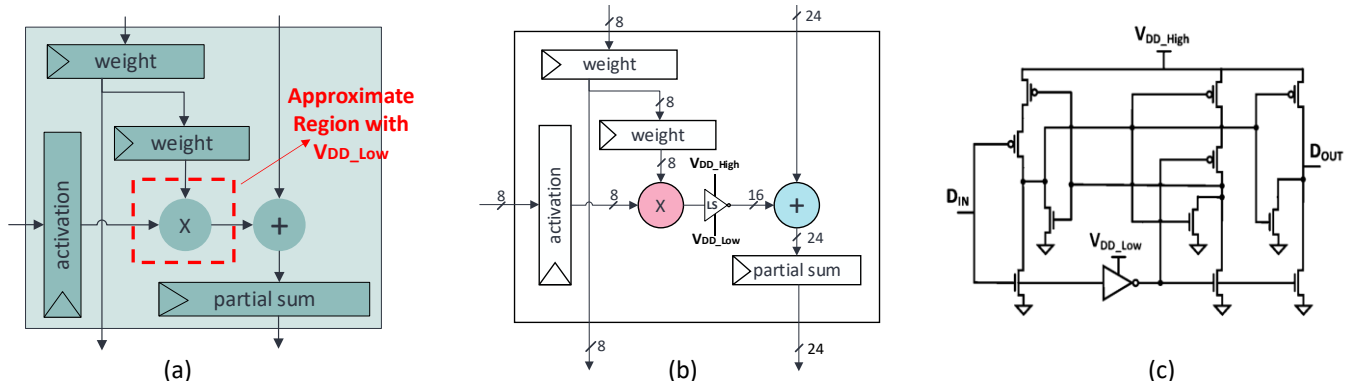 weight
weight
activation
X
+
partial sum
Approximate
Region with
VDD_Low
(a)
8
24
weight
8
weight
8
activation
8
8
X
VDD_High
LS
VDD_Low
16
+
24
partial sum
8
24
(b)
VDD_High
DIN
VDD_Low
DOUT
(c)